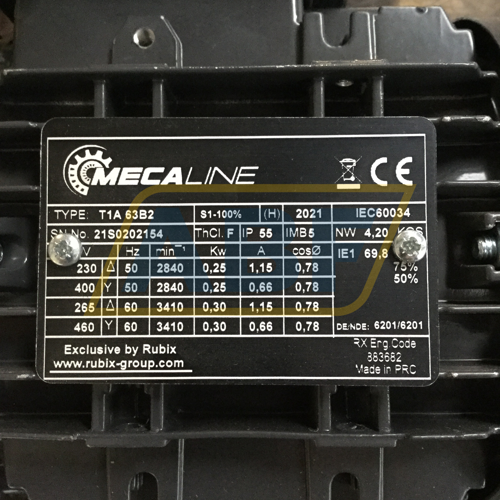 MECALINE
CE
TYPE: T1A 63B2 S1-100% (H) 2021 IEC60034
SN No. 21S0202154 ThCl. F IP 55 IMB5 NW 4,20 KGS
V Hz min⁻¹ Kw A cosØ IE1 69,8
230 Δ 50 2840 0,25 1,15 0,78 75%
400 Y 50 2840 0,25 0,66 0,78 50%
265 Δ 60 3410 0,30 1,15 0,78
460 Y 60 3410 0,30 0,66 0,78 DE/NDE: 6201/6201
Exclusive by Rubix
www.rubix-group.com
RX Eng Code
883682
Made in PRC